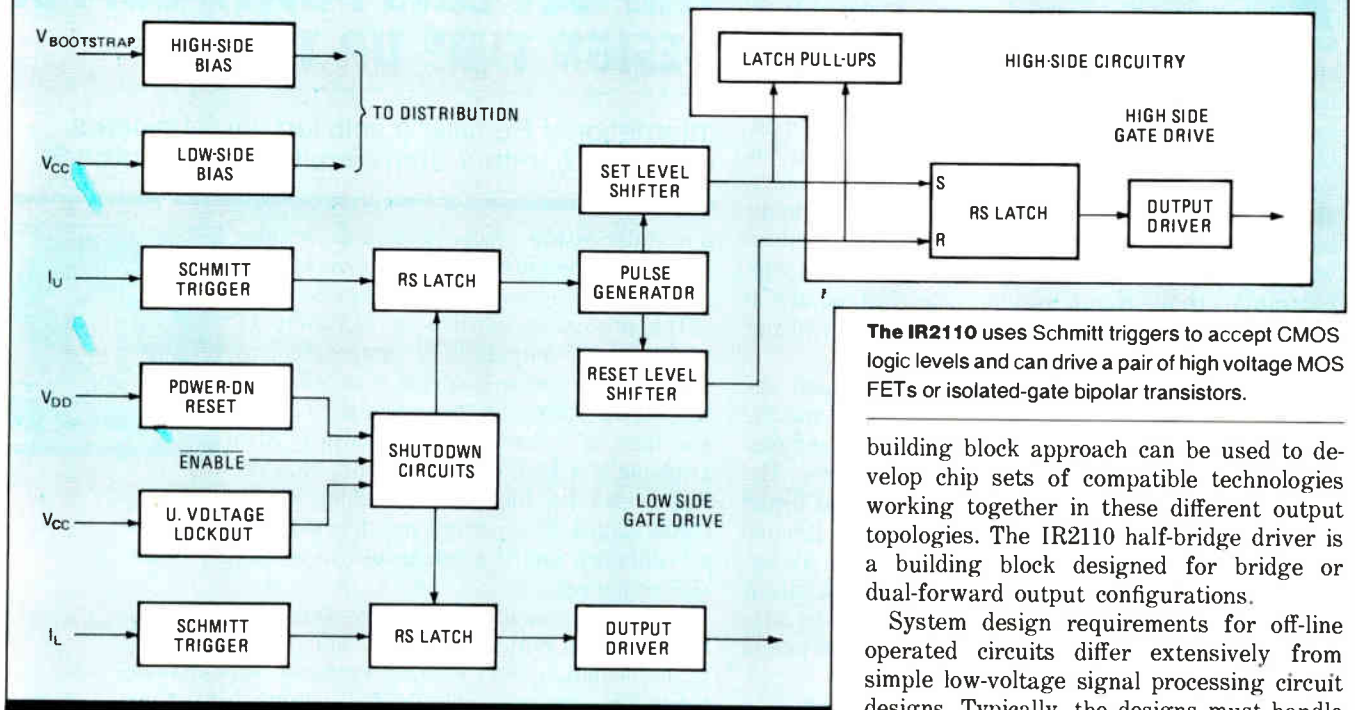 V BOOTSTRAP
HIGH-SIDE
BIAS
TO DISTRIBUTION
VCC
LOW-SIDE
BIAS
IU
SCHMITT
TRIGGER
RS LATCH
PULSE
GENERATOR
SET LEVEL
SHIFTER
RESET LEVEL
SHIFTER
LATCH PULL-UPS
HIGH-SIDE CIRCUITRY
HIGH SIDE
GATE DRIVE
S
R
RS LATCH
OUTPUT
DRIVER
VDD
POWER-ON
RESET
ENABLE
SHUTDOWN
CIRCUITS
VCC
U. VOLTAGE
LOCKOUT
LOW SIDE
GATE DRIVE
IL
SCHMITT
TRIGGER
RS LATCH
OUTPUT
DRIVER
The IR2110 uses Schmitt triggers to accept CMOS
logic levels and can drive a pair of high voltage MOS
FETs or isolated-gate bipolar transistors.
building block approach can be used to de-
velop chip sets of compatible technologies
working together in these different output
topologies. The IR2110 half-bridge driver is
a building block designed for bridge or
dual-forward output configurations.
System design requirements for off-line
operated circuits differ extensively from
simple low-voltage signal processing circuit
designs. Typically, the designs must handle